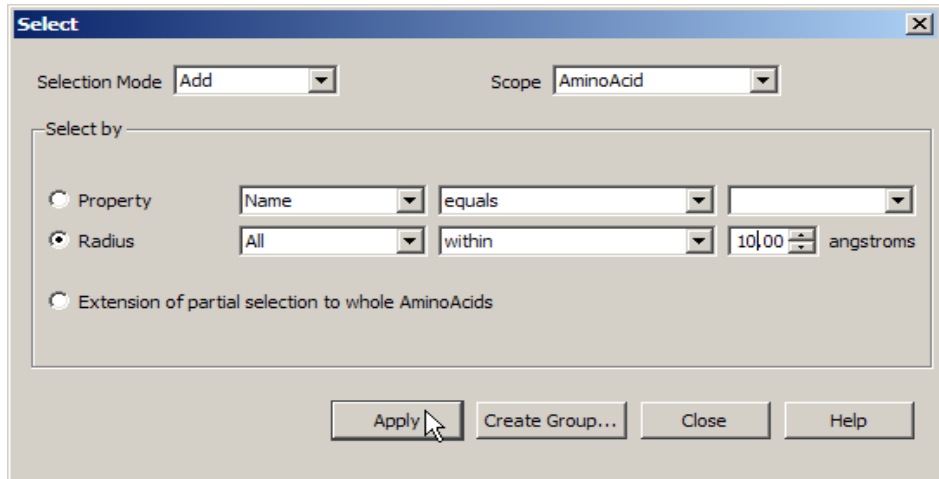 Select
Selection Mode Add Scope AminoAcid
Select by
Property Name equals
Radius All within 10.00 angstroms
Extension of partial selection to whole AminoAcids
Apply Create Group... Close Help